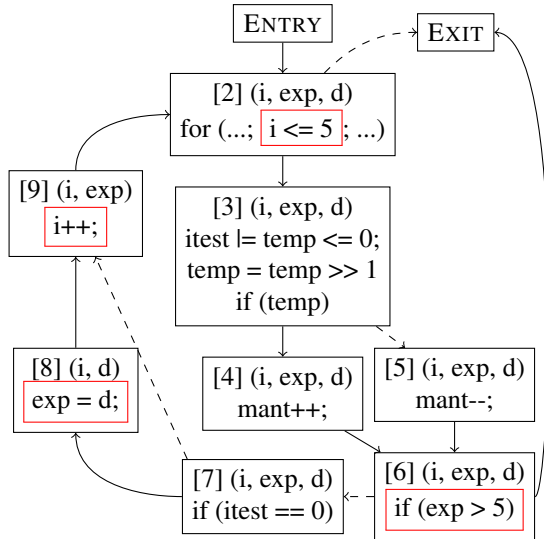 ENTRY
EXIT
[2] (i, exp, d)
for (...; i <= 5 ; ...)
[9] (i, exp)
i++;
[3] (i, exp, d)
itest |= temp <= 0;
temp = temp >> 1
if (temp)
[8] (i, d)
exp = d;
[4] (i, exp, d)
mant++;
[5] (i, exp, d)
mant--;
[7] (i, exp, d)
if (itest == 0)
[6] (i, exp, d)
if (exp > 5)